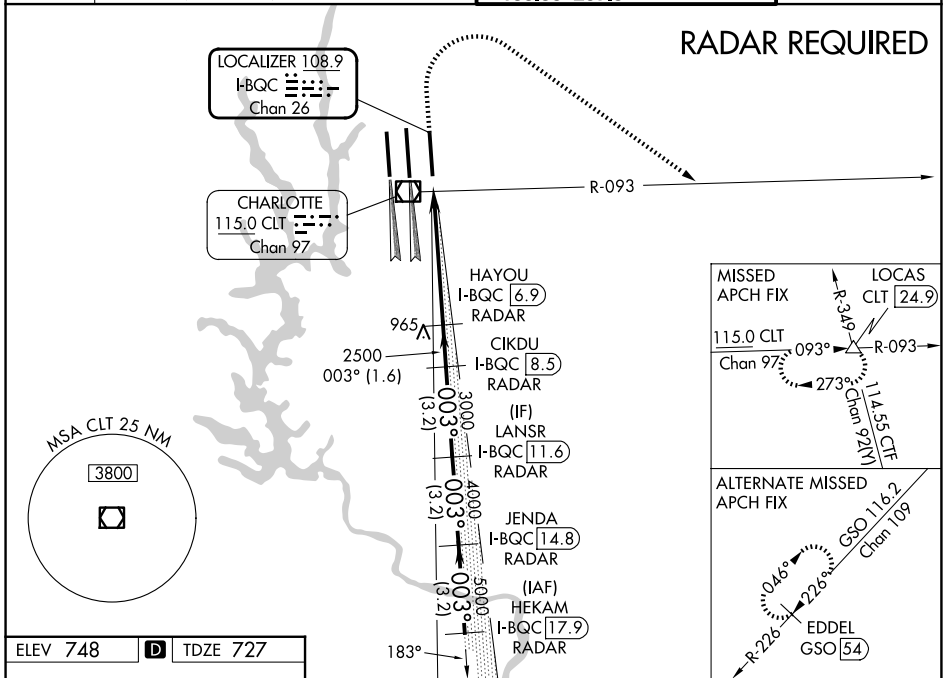 RADAR REQUIRED
LOCALIZER 108.9
I-BQC
Chan 26
CHARLOTTE
115.0 CLT
Chan 97
R-093
HAYOU
I-BQC 6.9
RADAR
965
CIKDU
I-BQC 8.5
RADAR
2500
003° (1.6)
003°
3000
(3.2)
(IF)
LANSR
I-BQC 11.6
RADAR
003°
4000
(3.2)
JENDA
I-BQC 14.8
RADAR
003°
5000
(3.2)
(IAF)
HEKAM
I-BQC 17.9
RADAR
183°
MSA CLT 25 NM
3800
MISSED
APCH FIX
LOCAS
CLT 24.9
R-349
115.0 CLT
Chan 97
093°
R-093
273°
114.55 CTF
Chan 92(Y)
ALTERNATE MISSED
APCH FIX
GSO 116.2
Chan 109
046°
226°
R-226
EDDEL
GSO 54
ELEV 748
D
TDZE 727